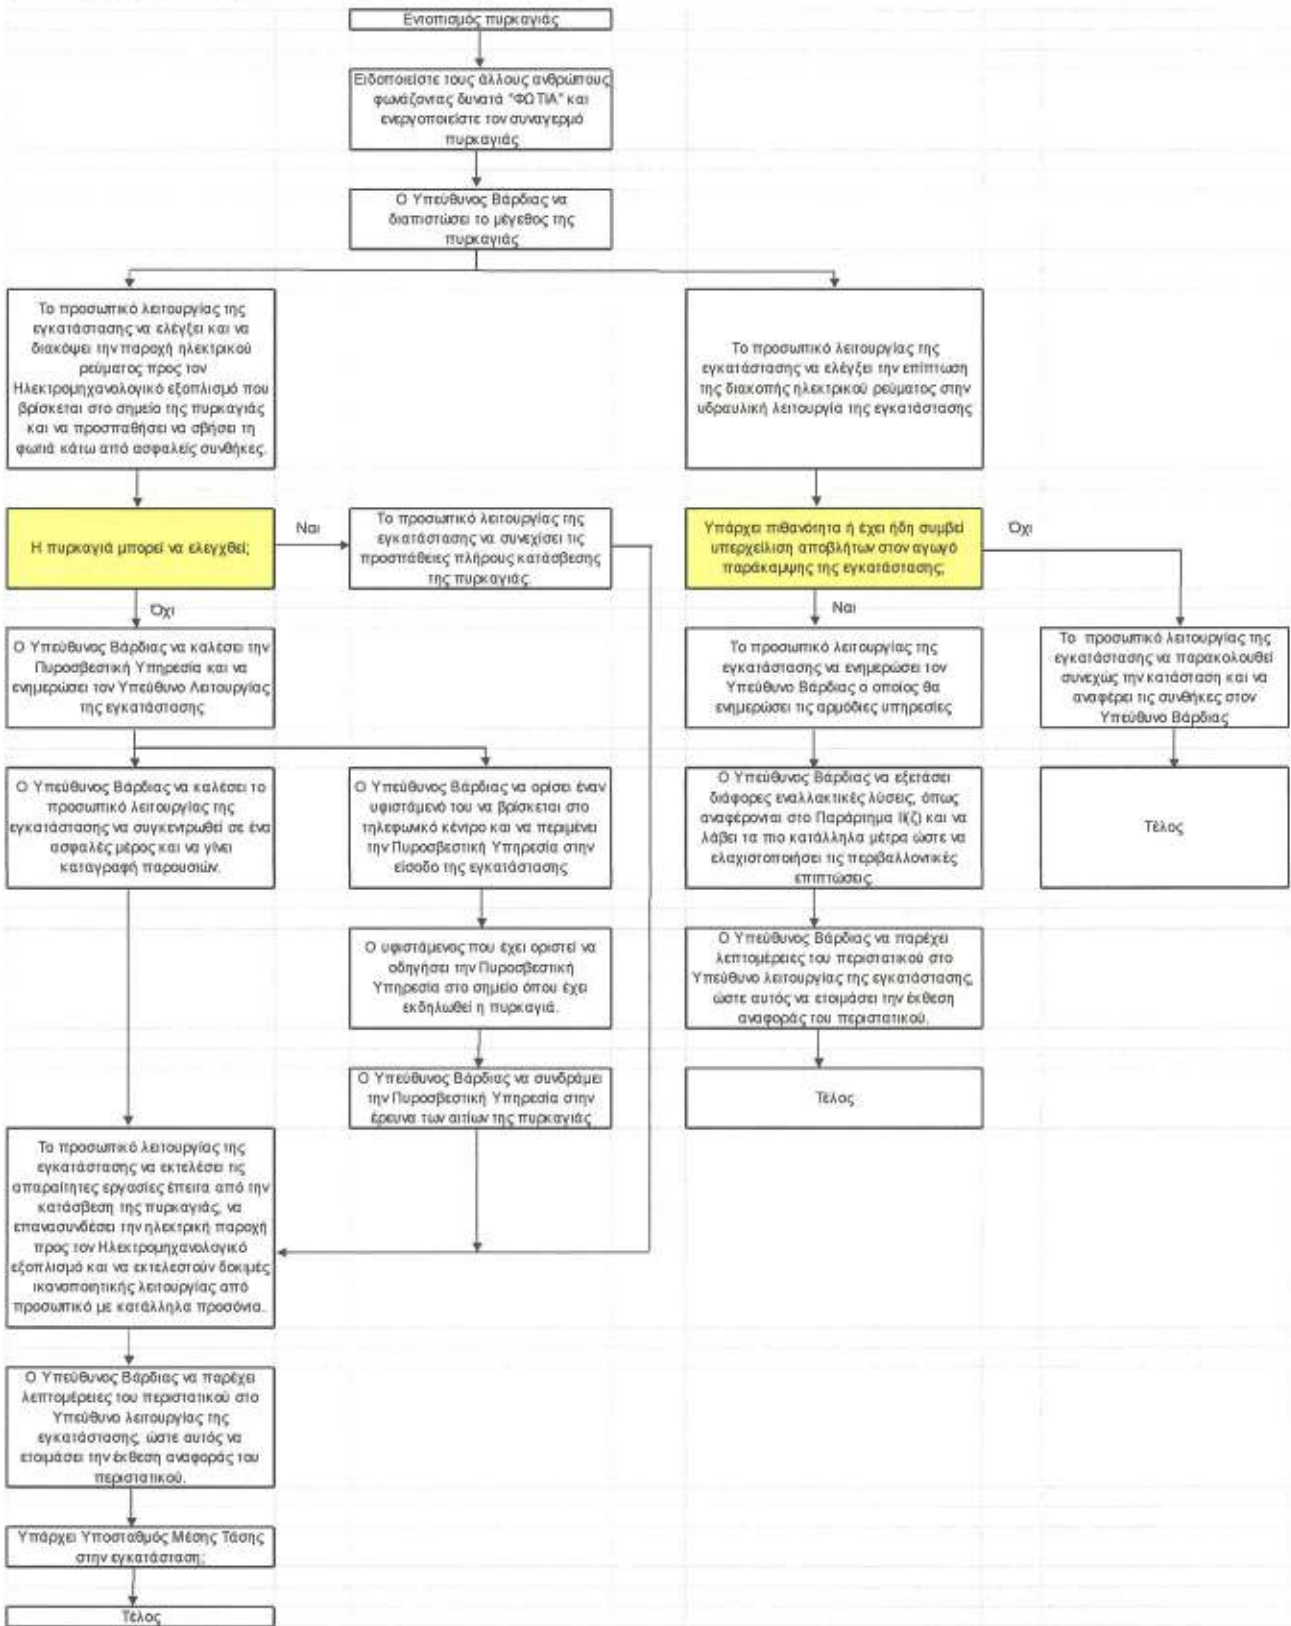 Εντοπισμός πυρκαγιάς
Ειδοποιείστε τους άλλους ανθρώπους
φωνάζοντας δυνατά "ΦΩΤΙΑ" και
ενεργοποιείστε τον συναγερμό
πυρκαγιάς
Ο Υπεύθυνος Βάρδιας να
διαπιστώσει το μέγεθος της
πυρκαγιάς
Το προσωπικό λειτουργίας της
εγκατάστασης να ελέγξει και να
διακόψει την παροχή ηλεκτρικού
ρεύματος προς τον
Ηλεκτρομηχανολογικό εξοπλισμό που
βρίσκεται στο σημείο της πυρκαγιάς
και να προσπαθήσει να σβήσει τη
φωτιά κάτω από ασφαλείς συνθήκες.
Το προσωπικό λειτουργίας της
εγκατάστασης να ελέγξει την επίπτωση
της διακοπής ηλεκτρικού ρεύματος στην
υδραυλική λειτουργία της εγκατάστασης
Η πυρκαγιά μπορεί να ελεγχθεί;
Ναι
Το προσωπικό λειτουργίας της
εγκατάστασης να συνεχίσει τις
προσπάθειες πλήρους κατάσβεσης
της πυρκαγιάς.
Υπάρχει πιθανότητα ή έχει ήδη συμβεί
υπερχείλιση αποβλήτων στον αγωγό
παράκαμψης της εγκατάστασης;
Όχι
Όχι
Ναι
Ο Υπεύθυνος Βάρδιας να καλέσει την
Πυροσβεστική Υπηρεσία και να
ενημερώσει τον Υπεύθυνο Λειτουργίας
της εγκατάστασης
Το προσωπικό λειτουργίας της
εγκατάστασης να ενημερώσει τον
Υπεύθυνο Βάρδιας ο οποίος θα
ενημερώσει τις αρμόδιες υπηρεσίες
Το προσωπικό λειτουργίας της
εγκατάστασης να παρακολουθεί
συνεχώς την κατάσταση και να
αναφέρει τις συνθήκες στον
Υπεύθυνο Βάρδιας
Ο Υπεύθυνος Βάρδιας να καλέσει το
προσωπικό λειτουργίας της
εγκατάστασης να συγκεντρωθεί σε ένα
ασφαλές μέρος και να γίνει
καταγραφή παρουσιών.
Ο Υπεύθυνος Βάρδιας να ορίσει έναν
υφιστάμενό του να βρίσκεται στο
τηλεφωνικό κέντρο και να περιμένει
την Πυροσβεστική Υπηρεσία στην
είσοδο της εγκατάστασης
Ο Υπεύθυνος Βάρδιας να εξετάσει
διάφορες εναλλακτικές λύσεις, όπως
αναφέρονται στο Παράρτημα ΙΙ(ζ) και να
λάβει τα πιο κατάλληλα μέτρα ώστε να
ελαχιστοποιήσει τις περιβαλλοντικές
επιπτώσεις
Τέλος
Ο υφιστάμενος που έχει οριστεί να
οδηγήσει την Πυροσβεστική
Υπηρεσία στο σημείο όπου έχει
εκδηλωθεί η πυρκαγιά.
Ο Υπεύθυνος Βάρδιας να παρέχει
λεπτομέρειες του περιστατικού στο
Υπεύθυνο λειτουργίας της εγκατάστασης,
ώστε αυτός να ετοιμάσει την έκθεση
αναφοράς του περιστατικού.
Ο Υπεύθυνος Βάρδιας να συνδράμει
την Πυροσβεστική Υπηρεσία στην
έρευνα των αιτίων της πυρκαγιάς
Τέλος
Το προσωπικό λειτουργίας της
εγκατάστασης να εκτελέσει τις
απαραίτητες εργασίες έπειτα από την
κατάσβεση της πυρκαγιάς, να
επανασυνδέσει την ηλεκτρική παροχή
προς τον Ηλεκτρομηχανολογικό
εξοπλισμό και να εκτελεστούν δοκιμές
ικανοποιητικής λειτουργίας από
προσωπικό με κατάλληλα προσόντα.
Ο Υπεύθυνος Βάρδιας να παρέχει
λεπτομέρειες του περιστατικού στο
Υπεύθυνο λειτουργίας της
εγκατάστασης, ώστε αυτός να
ετοιμάσει την έκθεση αναφοράς του
περιστατικού.
Υπάρχει Υποσταθμός Μέσης Τάσης
στην εγκατάσταση;
Τέλος